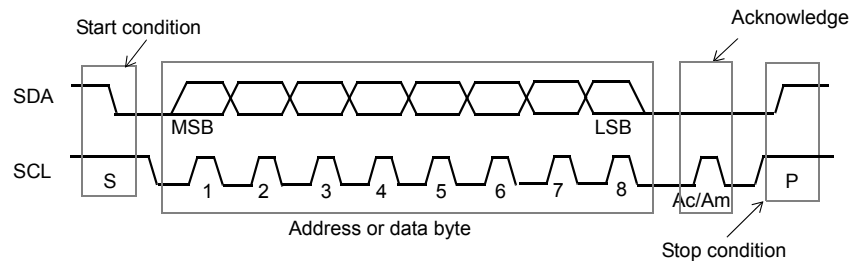 Start condition
Acknowledge
SDA
MSB
LSB
SCL
S
1 2 3 4 5 6 7 8
Ac/Am
P
Address or data byte
Stop condition